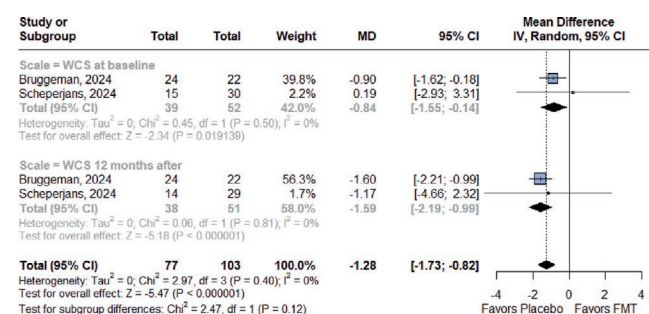 Study or Mean Difference
Subgroup Total Total Weight MD 95% CI IV, Random, 95% CI
Scale = WCS at baseline
Bruggeman, 2024 24 22 39.8% -0.90 [-1.62; -0.18]
Scheperjans, 2024 15 30 2.2% 0.19 [-2.93; 3.31]
Total (95% CI) 39 52 42.0% -0.84 [-1.55; -0.14]
Heterogeneity: Tau² = 0; Chi² = 0.45, df = 1 (P = 0.50); I² = 0%
Test for overall effect: Z = -2.34 (P = 0.019139)
Scale = WCS 12 months after
Bruggeman, 2024 24 22 56.3% -1.60 [-2.21; -0.99]
Scheperjans, 2024 14 29 1.7% -1.17 [-4.66; 2.32]
Total (95% CI) 38 51 58.0% -1.59 [-2.19; -0.99]
Heterogeneity: Tau² = 0; Chi² = 0.06, df = 1 (P = 0.81); I² = 0%
Test for overall effect: Z = -5.18 (P < 0.000001)
Total (95% CI) 77 103 100.0% -1.28 [-1.73; -0.82]
Heterogeneity: Tau² = 0; Chi² = 2.97, df = 3 (P = 0.40); I² = 0%
Test for overall effect: Z = -5.47 (P < 0.000001)
Test for subgroup differences: Chi² = 2.47, df = 1 (P = 0.12)
-4 -2 0 2 4
Favors Placebo Favors FMT